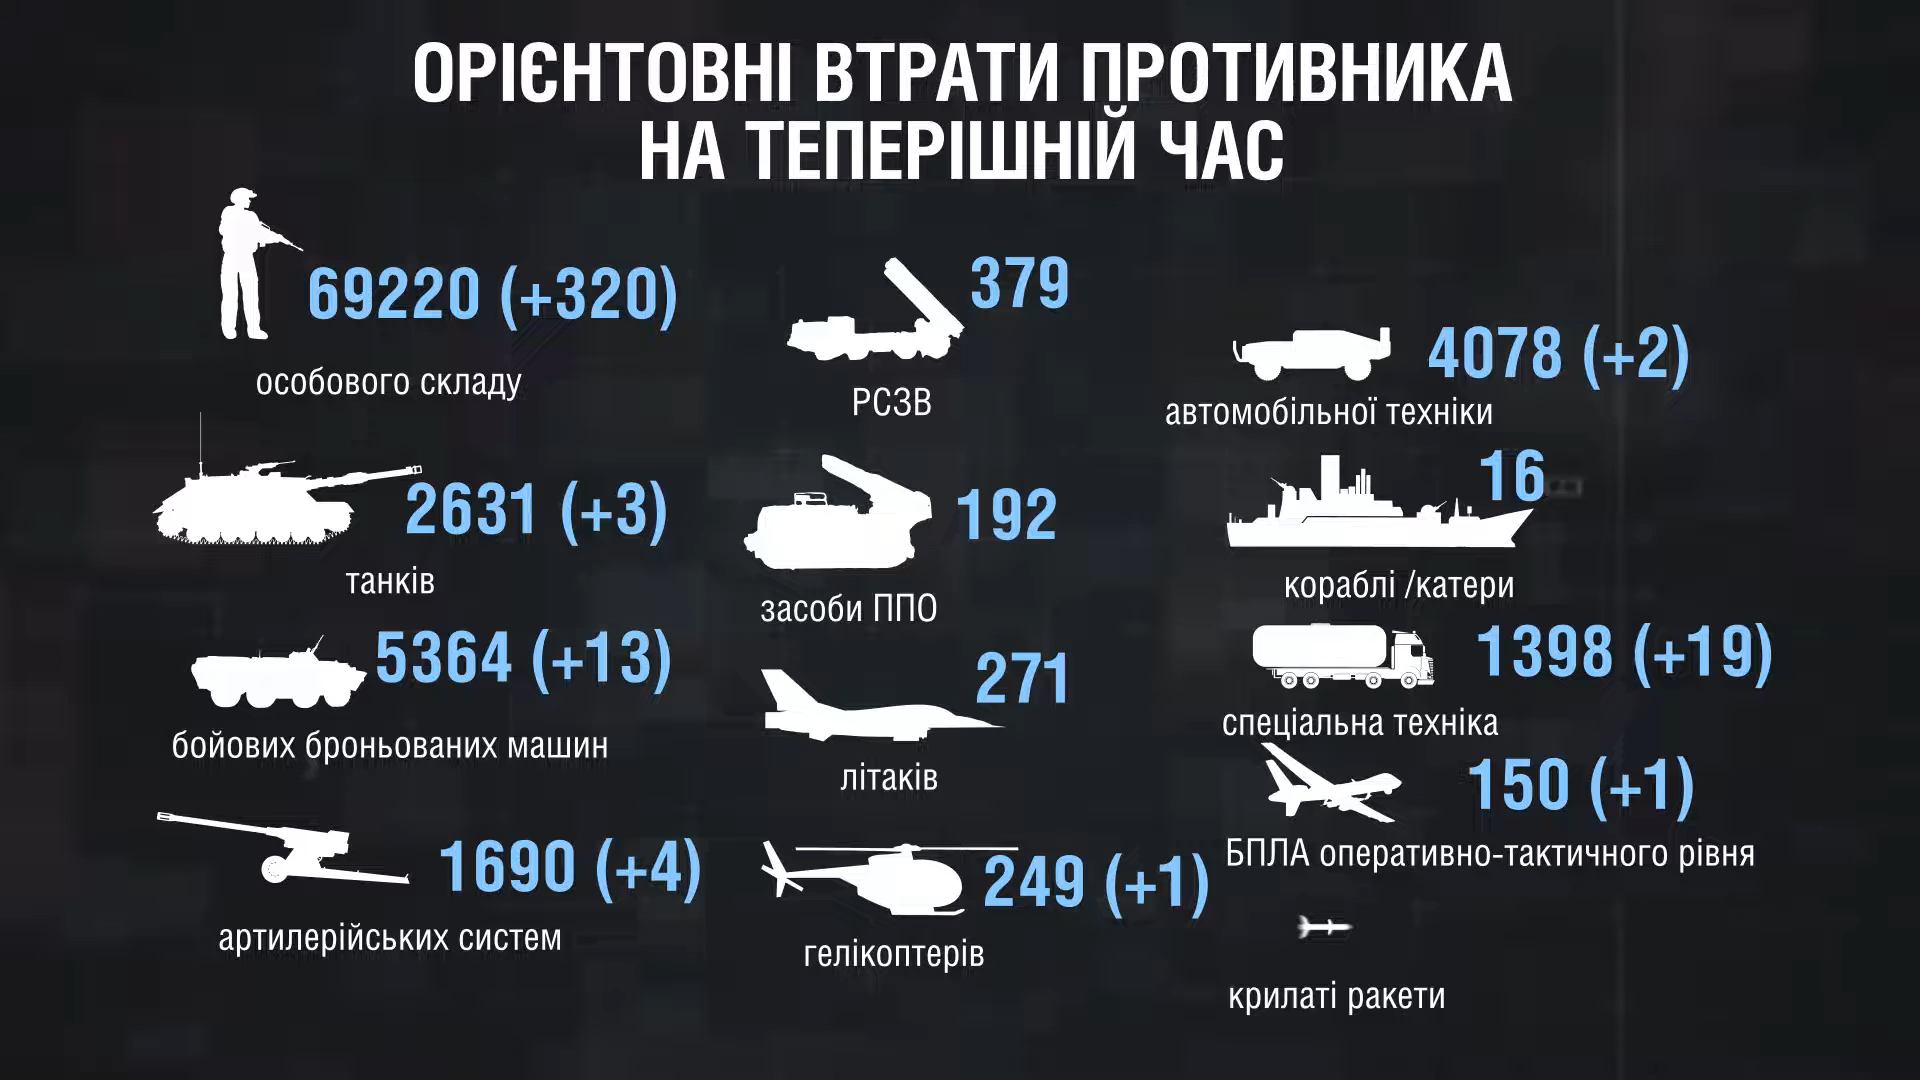 ОРІЄНТОВНІ ВТРАТИ ПРОТИВНИКА
НА ТЕПЕРІШНІЙ ЧАС
69220 (+320)
особового складу
2631 (+3)
танків
5364 (+13)
бойових броньованих машин
1690 (+4)
артилерійських систем
379
РСЗВ
192
засоби ППО
271
літаків
249 (+1)
гелікоптерів
4078 (+2)
автомобільної техніки
16
кораблі /катери
1398 (+19)
спеціальна техніка
150 (+1)
БПЛА оперативно-тактичного рівня
крилаті ракети